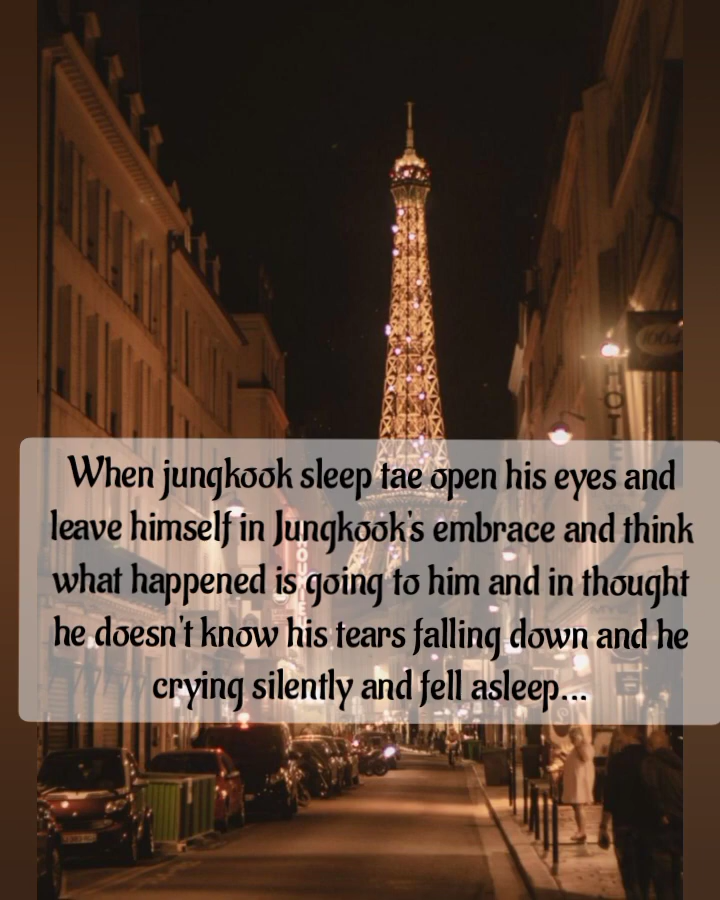 1664
HOTEL
When jungkook sleep tae open his eyes and
leave himself in Jungkook's embrace and think
what happened is going to him and in thought
he doesn't know his tears falling down and he
crying silently and fell asleep...